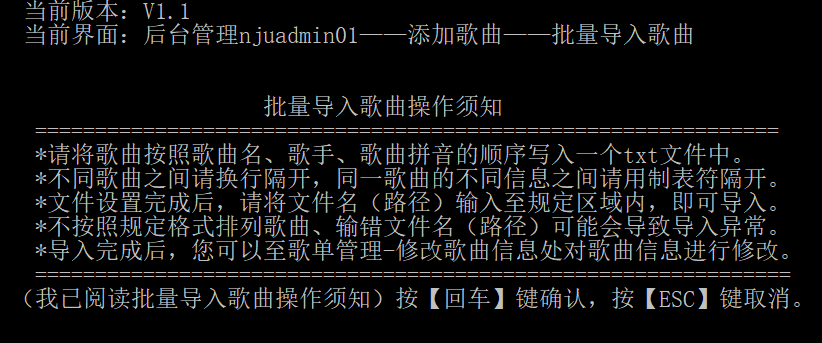 当前版本：V1.1
当前界面：后台管理njuadmin01——添加歌曲——批量导入歌曲
批量导入歌曲操作须知
==============================================================
*请将歌曲按照歌曲名、歌手、歌曲拼音的顺序写入一个txt文件中。
*不同歌曲之间请换行隔开，同一歌曲的不同信息之间请用制表符隔开。
*文件设置完成后，请将文件名（路径）输入至规定区域内，即可导入。
*不按照规定格式排列歌曲、输错文件名（路径）可能会导致导入异常。
*导入完成后，您可以至歌单管理-修改歌曲信息处对歌曲信息进行修改。
===============================================================
（我已阅读批量导入歌曲操作须知）按【回车】键确认，按【ESC】键取消。